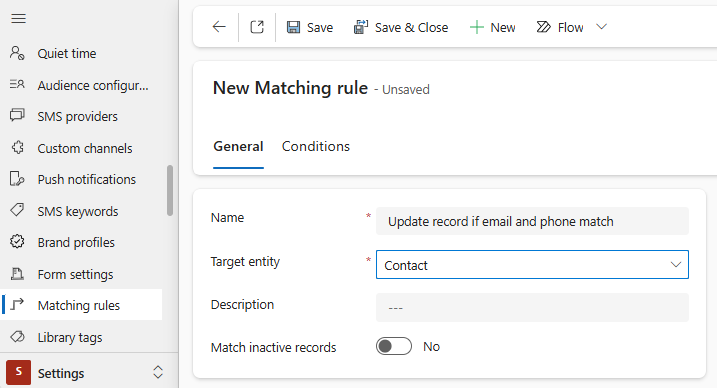 Save
Save & Close
New
Flow
Quiet time
Audience configur...
SMS providers
Custom channels
Push notifications
SMS keywords
Brand profiles
Form settings
Matching rules
Library tags
S Settings
New Matching rule - Unsaved
General Conditions
Name * Update record if email and phone match
Target entity * Contact
Description ---
Match inactive records No